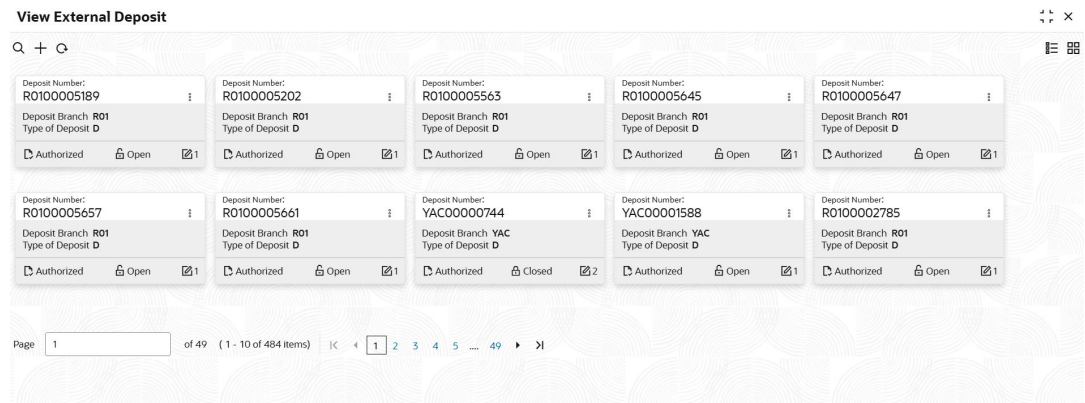 View External Deposit
Deposit Number:
R0100005189
Deposit Branch R01
Type of Deposit D
Authorized Open 1
Deposit Number:
R0100005202
Deposit Branch R01
Type of Deposit D
Authorized Open 1
Deposit Number:
R0100005563
Deposit Branch R01
Type of Deposit D
Authorized Open 1
Deposit Number:
R0100005645
Deposit Branch R01
Type of Deposit D
Authorized Open 1
Deposit Number:
R0100005647
Deposit Branch R01
Type of Deposit D
Authorized Open 1
Deposit Number:
R0100005657
Deposit Branch R01
Type of Deposit D
Authorized Open 1
Deposit Number:
R0100005661
Deposit Branch R01
Type of Deposit D
Authorized Open 1
Deposit Number:
YAC00000744
Deposit Branch YAC
Type of Deposit D
Authorized Closed 2
Deposit Number:
YAC00001588
Deposit Branch YAC
Type of Deposit D
Authorized Open 1
Deposit Number:
R0100002785
Deposit Branch R01
Type of Deposit D
Authorized Open 1
Page 1 of 49 ( 1 - 10 of 484 items) 1 2 3 4 5 .... 49